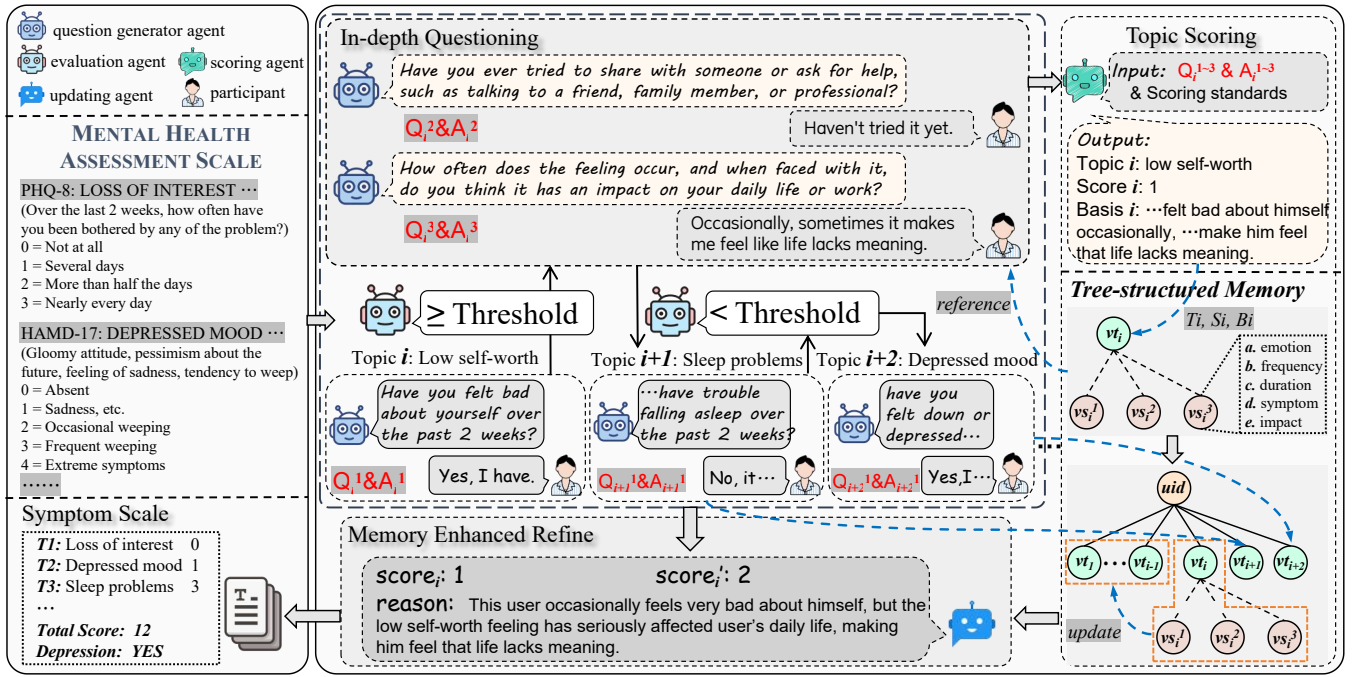 question generator agent
evaluation agent
scoring agent
updating agent
participant
MENTAL HEALTH
ASSESSMENT SCALE
PHQ-8: LOSS OF INTEREST ···
(Over the last 2 weeks, how often have
you been bothered by any of the problem?)
0 = Not at all
1 = Several days
2 = More than half the days
3 = Nearly every day
HAMD-17: DEPRESSED MOOD ···
(Gloomy attitude, pessimism about the
future, feeling of sadness, tendency to weep)
0 = Absent
1 = Sadness, etc.
2 = Occasional weeping
3 = Frequent weeping
4 = Extreme symptoms
······
Symptom Scale
T1: Loss of interest 0
T2: Depressed mood 1
T3: Sleep problems 3
···
Total Score: 12
Depression: YES
T-
In-depth Questioning
Have you ever tried to share with someone or ask for help,
such as talking to a friend, family member, or professional?
Qi²&Ai²
Haven't tried it yet.
How often does the feeling occur, and when faced with it,
do you think it has an impact on your daily life or work?
Qi³&Ai³
Occasionally, sometimes it makes
me feel like life lacks meaning.
≥ Threshold
< Threshold
reference
Topic i: Low self-worth
Topic i+1: Sleep problems
Topic i+2: Depressed mood
Have you felt bad
about yourself over
the past 2 weeks?
Qi¹&Ai¹
Yes, I have.
···have trouble
falling asleep over
the past 2 weeks?
Qi+1¹&Ai+1¹
No, it···
have you
felt down or
depressed···
Qi+2¹&Ai+2¹
Yes,I···
···
Memory Enhanced Refine
scorei: 1
scorei': 2
reason: This user occasionally feels very bad about himself, but the
low self-worth feeling has seriously affected user's daily life, making
him feel that life lacks meaning.
Topic Scoring
Input: Qi¹~³ & Ai¹~³
& Scoring standards
Output:
Topic i: low self-worth
Score i: 1
Basis i: ···felt bad about himself
occasionally, ···make him feel
that life lacks meaning.
Tree-structured Memory
Ti, Si, Bi
vti
vsi¹
vsi²
vsi³
a. emotion
b. frequency
c. duration
d. symptom
e. impact
uid
vt1
···
vti-1
vti
vti+1
vti+2
update
vsi¹
vsi²
vsi³